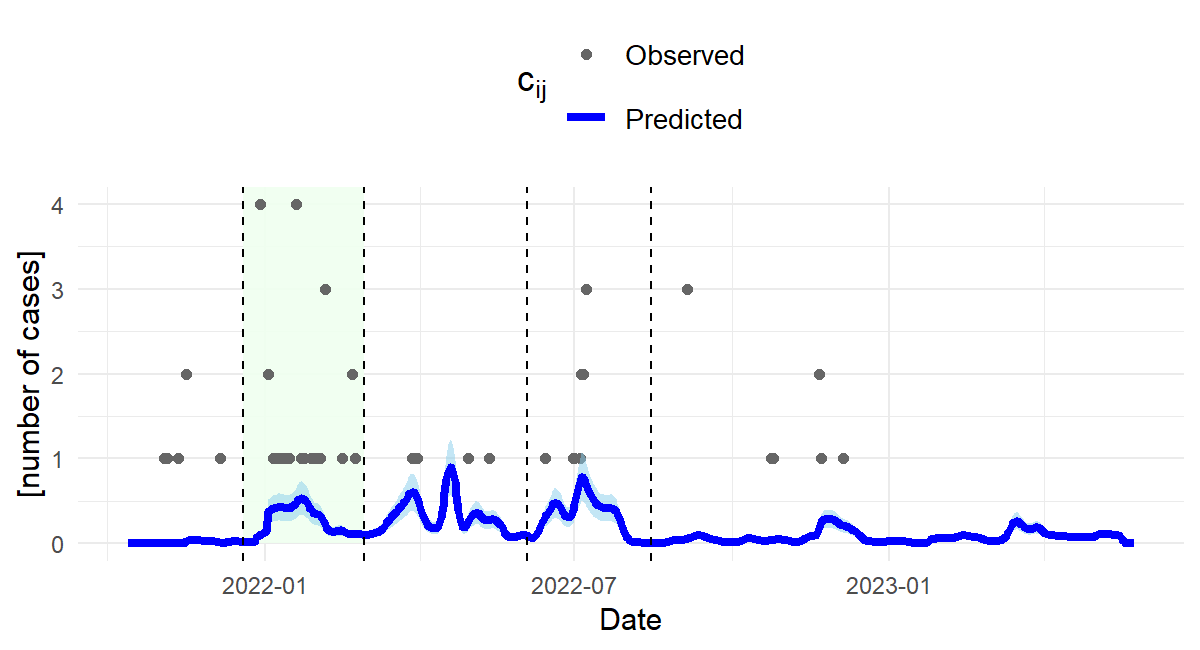 Observed
c_ij
Predicted
[number of cases]
4
3
2
1
0
2022-01 2022-07 2023-01
Date